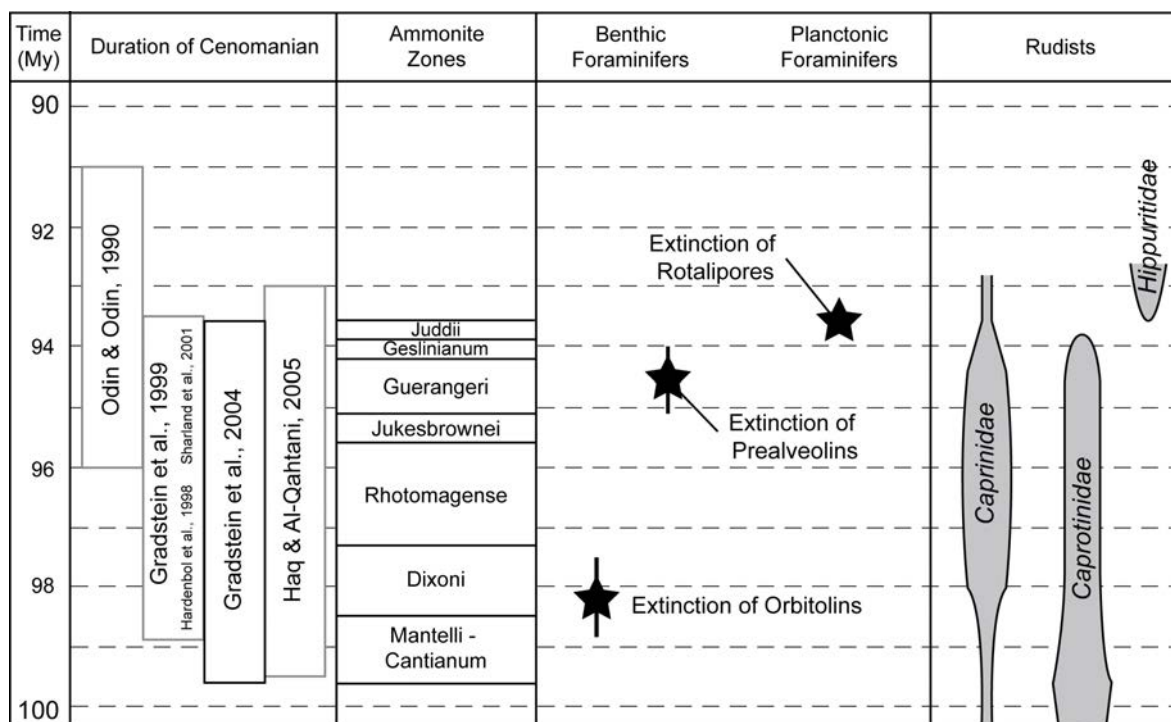 Time
(My)
Duration of Cenomanian
Ammonite
Zones
Benthic
Foraminifers
Planctonic
Foraminifers
Rudists
90
92
94
96
98
100
Odin & Odin, 1990
Gradstein et al., 1999
Hardenbol et al., 1998 Sharland et al., 2001
Gradstein et al., 2004
Haq & Al-Qahtani, 2005
Juddii
Geslinianum
Guerangeri
Jukesbrownei
Rhotomagense
Dixoni
Mantelli -
Cantianum
Extinction of
Rotalipores
Extinction of
Prealveolins
Extinction of Orbitolins
Caprinidae
Caprotinidae
Hippuritidae